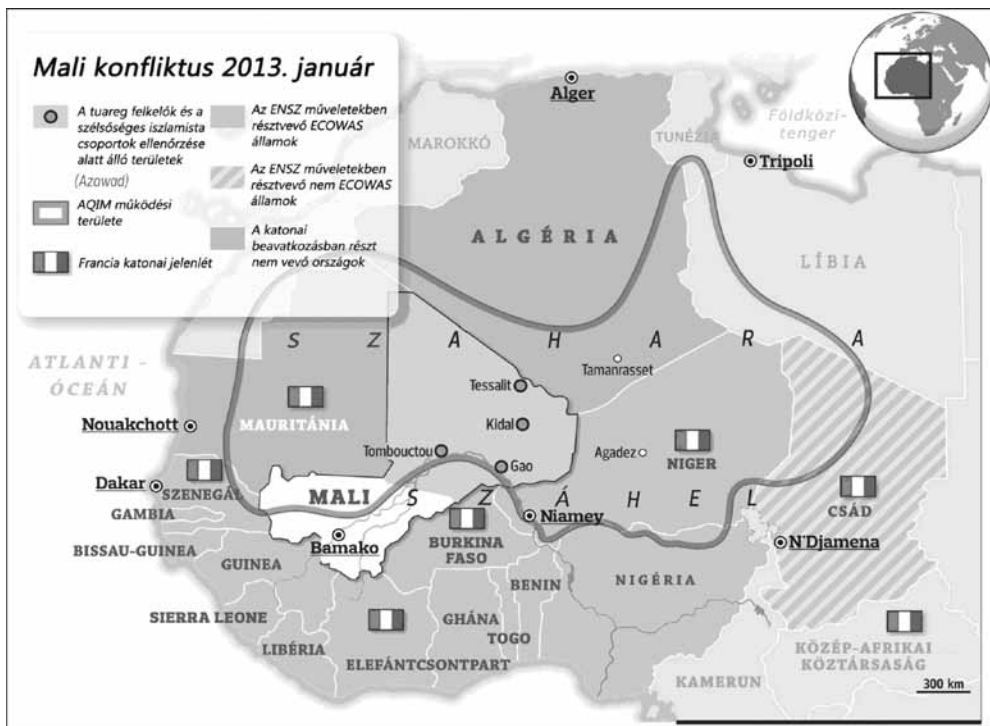 Mali konfliktus 2013. január
A tuareg felkelők és a
szélsőséges iszlamista
csoportok ellenőrzése
alatt álló területek
(Azawad)
AQIM működési
területe
Francia katonai jelenlét
Az ENSZ műveletekben
résztvevő ECOWAS
államok
Az ENSZ műveletekben
résztvevő nem ECOWAS
államok
A katonai
beavatkozásban részt
nem vevő országok
Alger
Földközi-
tenger
MAROKKÓ
TUNÉZIA
Tripoli
ALGÉRIA
LÍBIA
SZAHARA
ATLANTI-
ÓCEÁN
Tamanrasset
Tessalit
Nouakchott
MAURITÁNIA
Kidal
Tombouctou
Agadez
NIGER
Gao
Dakar
SZENEGÁL
MALI
SZÁHEL
CSÁD
GAMBIA
Niamey
Bamako
BURKINA
FASO
N'Djamena
BISSAU-GUINEA
GUINEA
BENIN
NIGÉRIA
SIERRA LEONE
GHÁNA
TOGO
LIBÉRIA
ELEFÁNTCSONTPART
KÖZÉP-AFRIKAI
KÖZTÁRSASÁG
KAMERUN
300 km